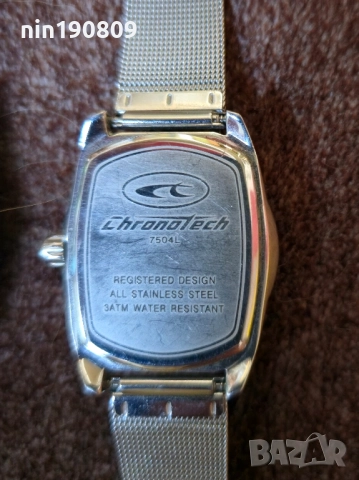 nin190809
ChronoTech
7504L
REGISTERED DESIGN
ALL STAINLESS STEEL
3ATM WATER RESISTANT
BAZAR